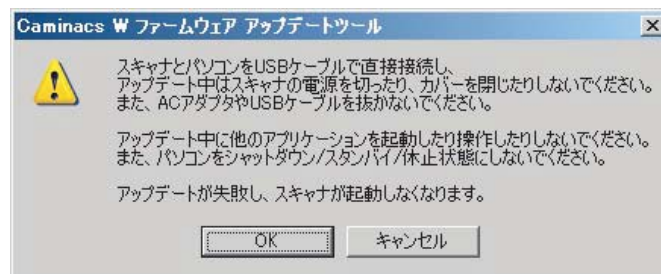 Caminacs W ファームウェア アップデートツール
スキャナとパソコンをUSBケーブルで直接接続し、
アップデート中はスキャナの電源を切ったり、カバーを閉じたりしないでください。
また、ACアダプタやUSBケーブルを抜かないでください。
アップデート中に他のアプリケーションを起動したり操作したりしないでください。
また、パソコンをシャットダウン/スタンバイ/休止状態にしないでください。
アップデートが失敗し、スキャナが起動しなくなります。
OK
キャンセル